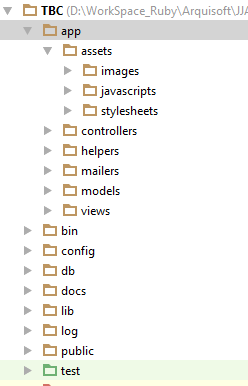 TBC (D:\WorkSpace_Ruby\Arquisoft\JJA
app
assets
images
javascripts
stylesheets
controllers
helpers
mailers
models
views
bin
config
db
docs
lib
log
public
test